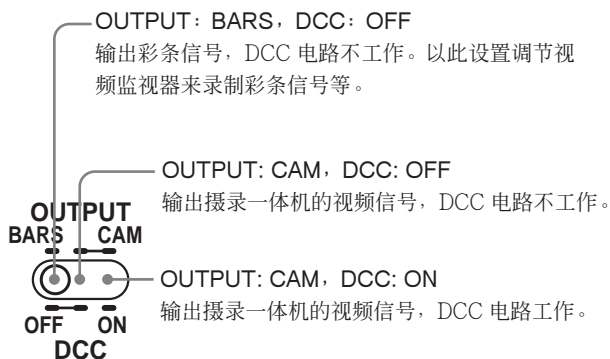 OUTPUT：BARS，DCC：OFF
输出彩条信号，DCC 电路不工作。以此设置调节视
频监视器来录制彩条信号等。
OUTPUT: CAM，DCC: OFF
输出摄录一体机的视频信号，DCC 电路不工作。
OUTPUT
BARS CAM
OUTPUT: CAM，DCC: ON
输出摄录一体机的视频信号，DCC 电路工作。
OFF ON
DCC